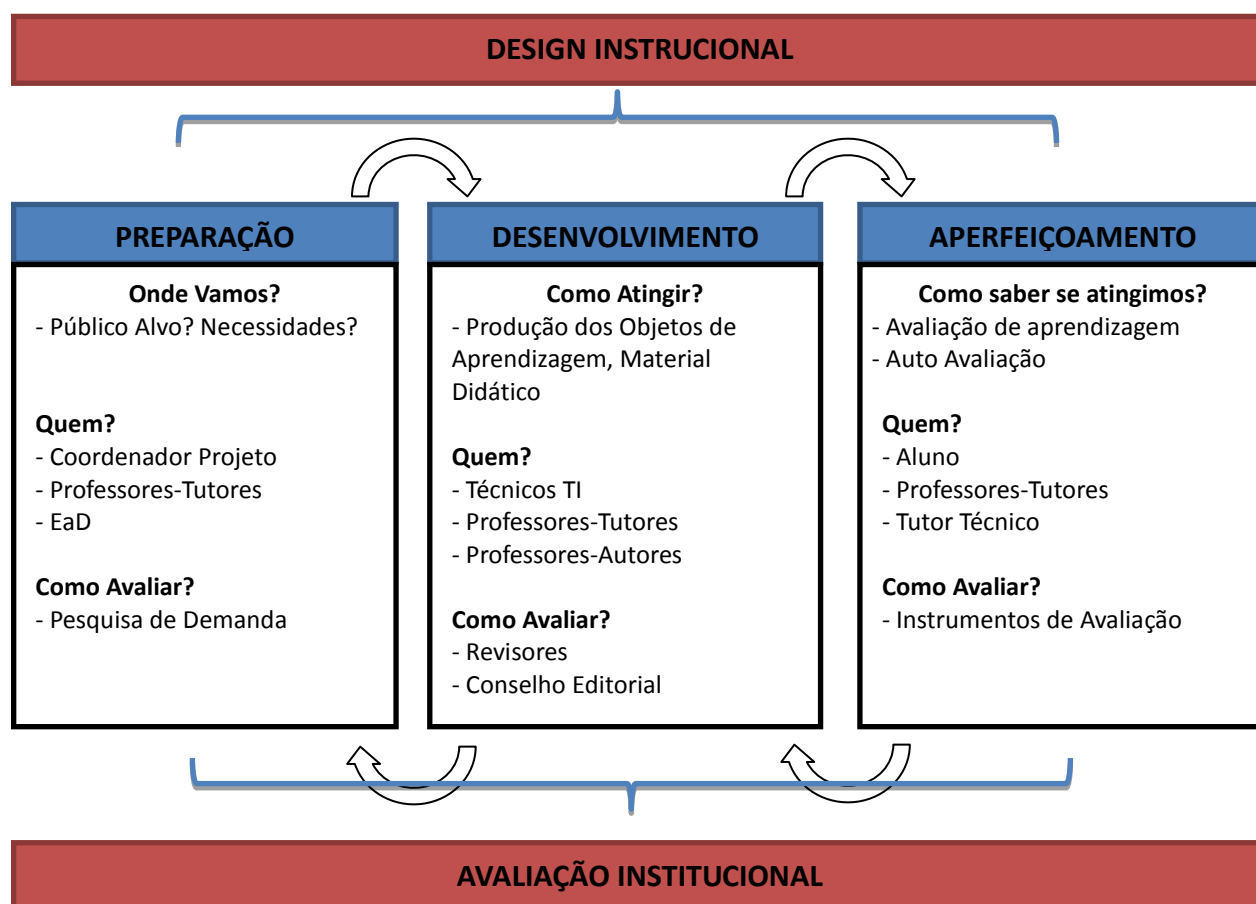 DESIGN INSTRUCIONAL
PREPARAÇÃO
Onde Vamos?
- Público Alvo? Necessidades?
Quem?
- Coordenador Projeto
- Professores-Tutores
- EaD
Como Avaliar?
- Pesquisa de Demanda
DESENVOLVIMENTO
Como Atingir?
- Produção dos Objetos de
Aprendizagem, Material
Didático
Quem?
- Técnicos TI
- Professores-Tutores
- Professores-Autores
Como Avaliar?
- Revisores
- Conselho Editorial
APERFEIÇOAMENTO
Como saber se atingimos?
- Avaliação de aprendizagem
- Auto Avaliação
Quem?
- Aluno
- Professores-Tutores
- Tutor Técnico
Como Avaliar?
- Instrumentos de Avaliação
AVALIAÇÃO INSTITUCIONAL